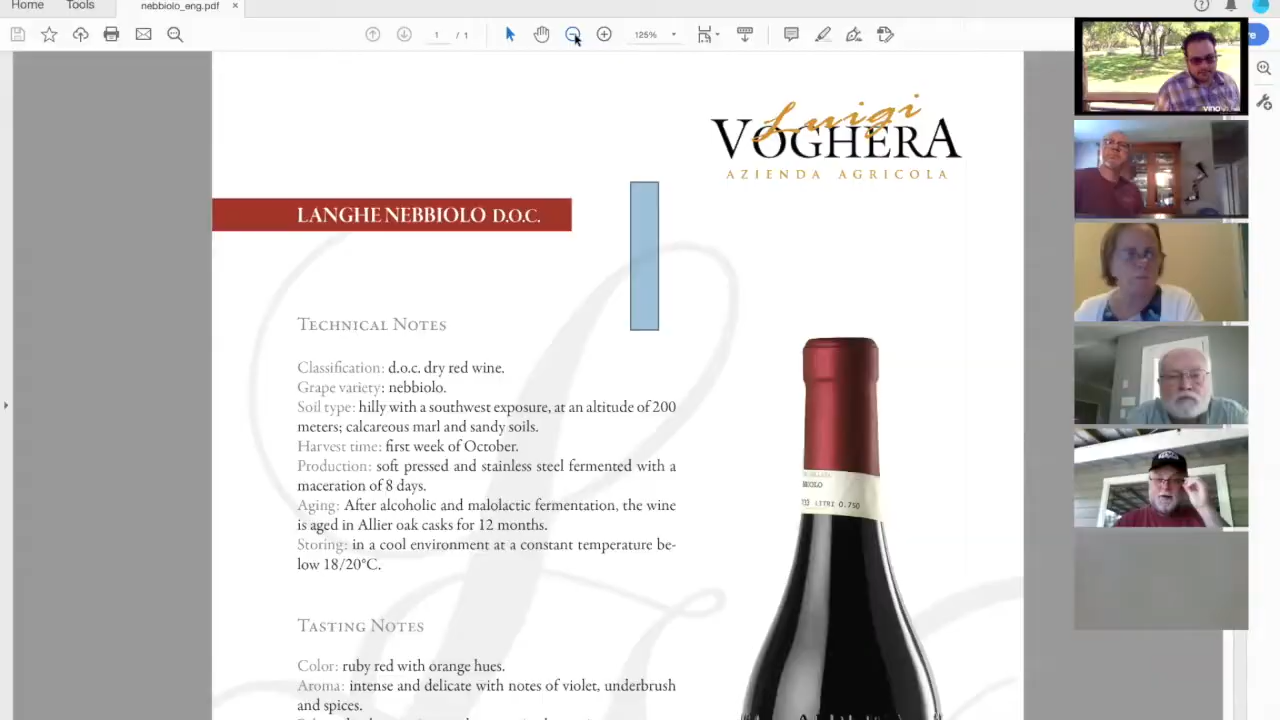 Home
Tools
nebbiolo_eng.pdf
×
1
/ 1
125%
Luigi
VOGHERA
AZIENDA AGRICOLA
LANGHE NEBBIOLO D.O.C.
TECHNICAL NOTES
Classification: d.o.c. dry red wine.
Grape variety: nebbiolo.
Soil type: hilly with a southwest exposure, at an altitude of 200
meters; calcareous marl and sandy soils.
Harvest time: first week of October.
Production: soft pressed and stainless steel fermented with a
maceration of 8 days.
Aging: After alcoholic and malolactic fermentation, the wine
is aged in Allier oak casks for 12 months.
Storing: in a cool environment at a constant temperature be-
low 18/20°C.
LITRI 0.750
TASTING NOTES
Color: ruby red with orange hues.
Aroma: intense and delicate with notes of violet, underbrush
and spices.